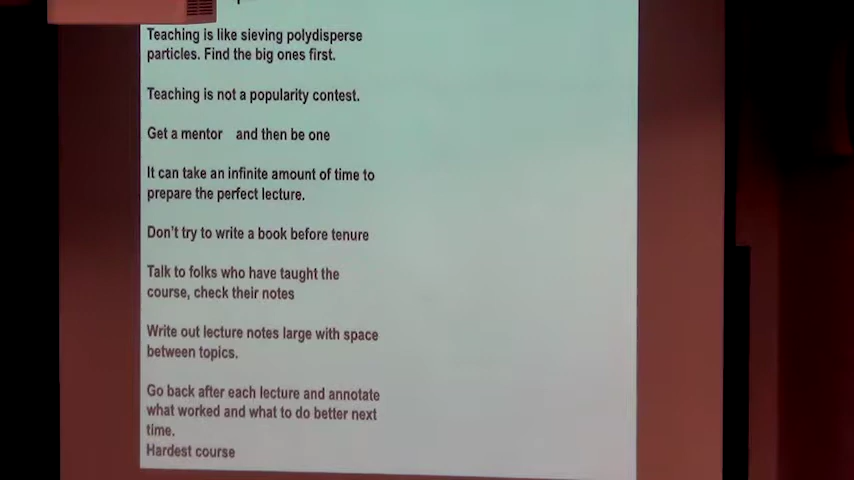 Teaching is like sieving polydisperse
particles. Find the big ones first.
Teaching is not a popularity contest.
Get a mentor and then be one
It can take an infinite amount of time to
prepare the perfect lecture.
Don't try to write a book before tenure
Talk to folks who have taught the
course, check their notes
Write out lecture notes large with space
between topics.
Go back after each lecture and annotate
what worked and what to do better next
time.
Hardest course